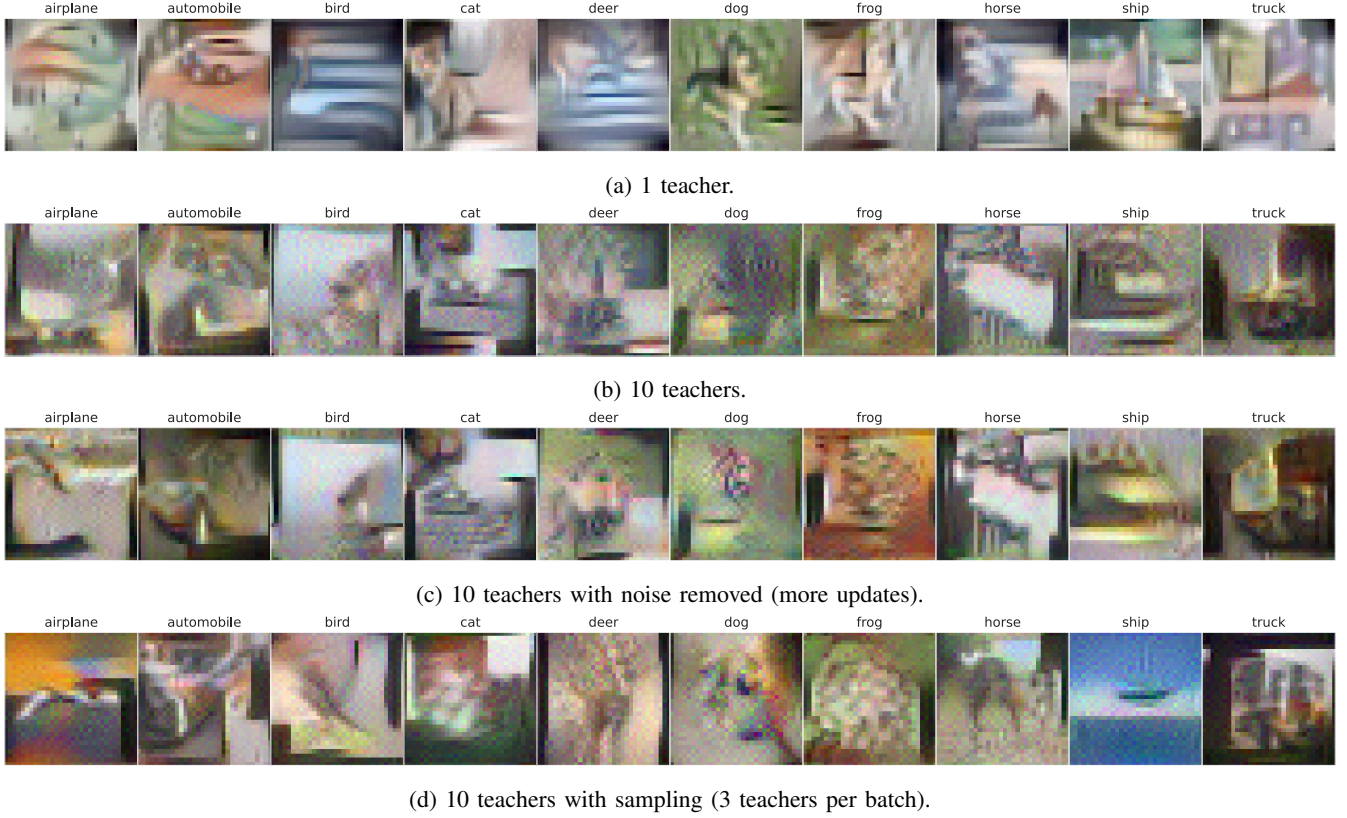 airplane automobile bird cat deer dog frog horse ship truck
(a) 1 teacher.
airplane automobile bird cat deer dog frog horse ship truck
(b) 10 teachers.
airplane automobile bird cat deer dog frog horse ship truck
(c) 10 teachers with noise removed (more updates).
airplane automobile bird cat deer dog frog horse ship truck
(d) 10 teachers with sampling (3 teachers per batch).